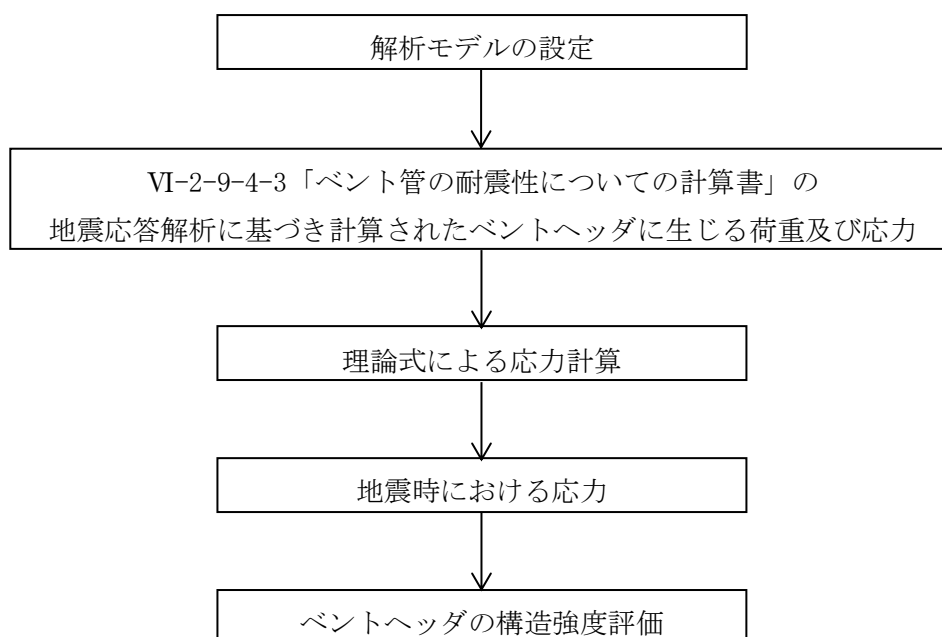 解析モデルの設定
Ⅵ-2-9-4-3「ベント管の耐震性についての計算書」の
地震応答解析に基づき計算されたベントヘッダに生じる荷重及び応力
理論式による応力計算
地震時における応力
ベントヘッダの構造強度評価